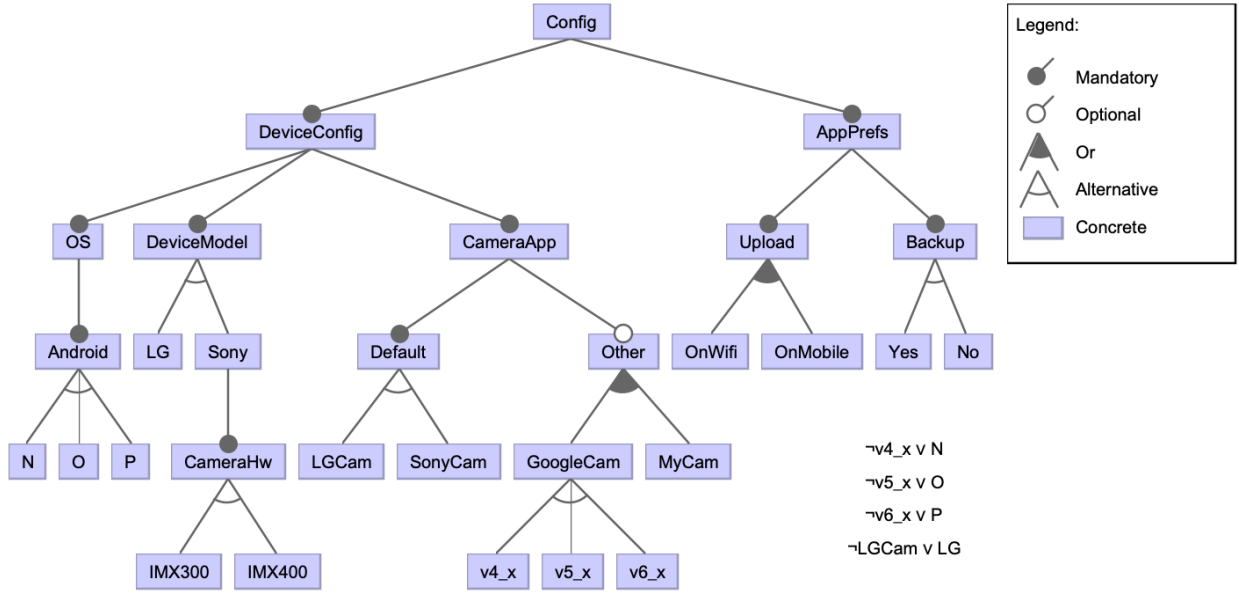 Config
Legend:
Mandatory
Optional
Or
Alternative
Concrete
DeviceConfig
AppPrefs
OS
DeviceModel
CameraApp
Upload
Backup
Android
LG
Sony
Default
Other
OnWifi
OnMobile
Yes
No
N
O
P
CameraHw
LGCam
SonyCam
GoogleCam
MyCam
IMX300
IMX400
v4_x
v5_x
v6_x
¬v4_x v N
¬v5_x v O
¬v6_x v P
¬LGCam v LG